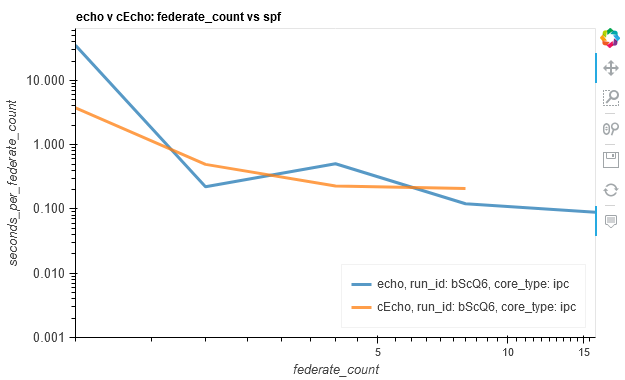 echo v cEcho: federate_count vs spf
10.000
1.000
0.100
0.010
0.001
seconds_per_federate_count
echo, run_id: bScQ6, core_type: ipc
cEcho, run_id: bScQ6, core_type: ipc
5
10
15
federate_count